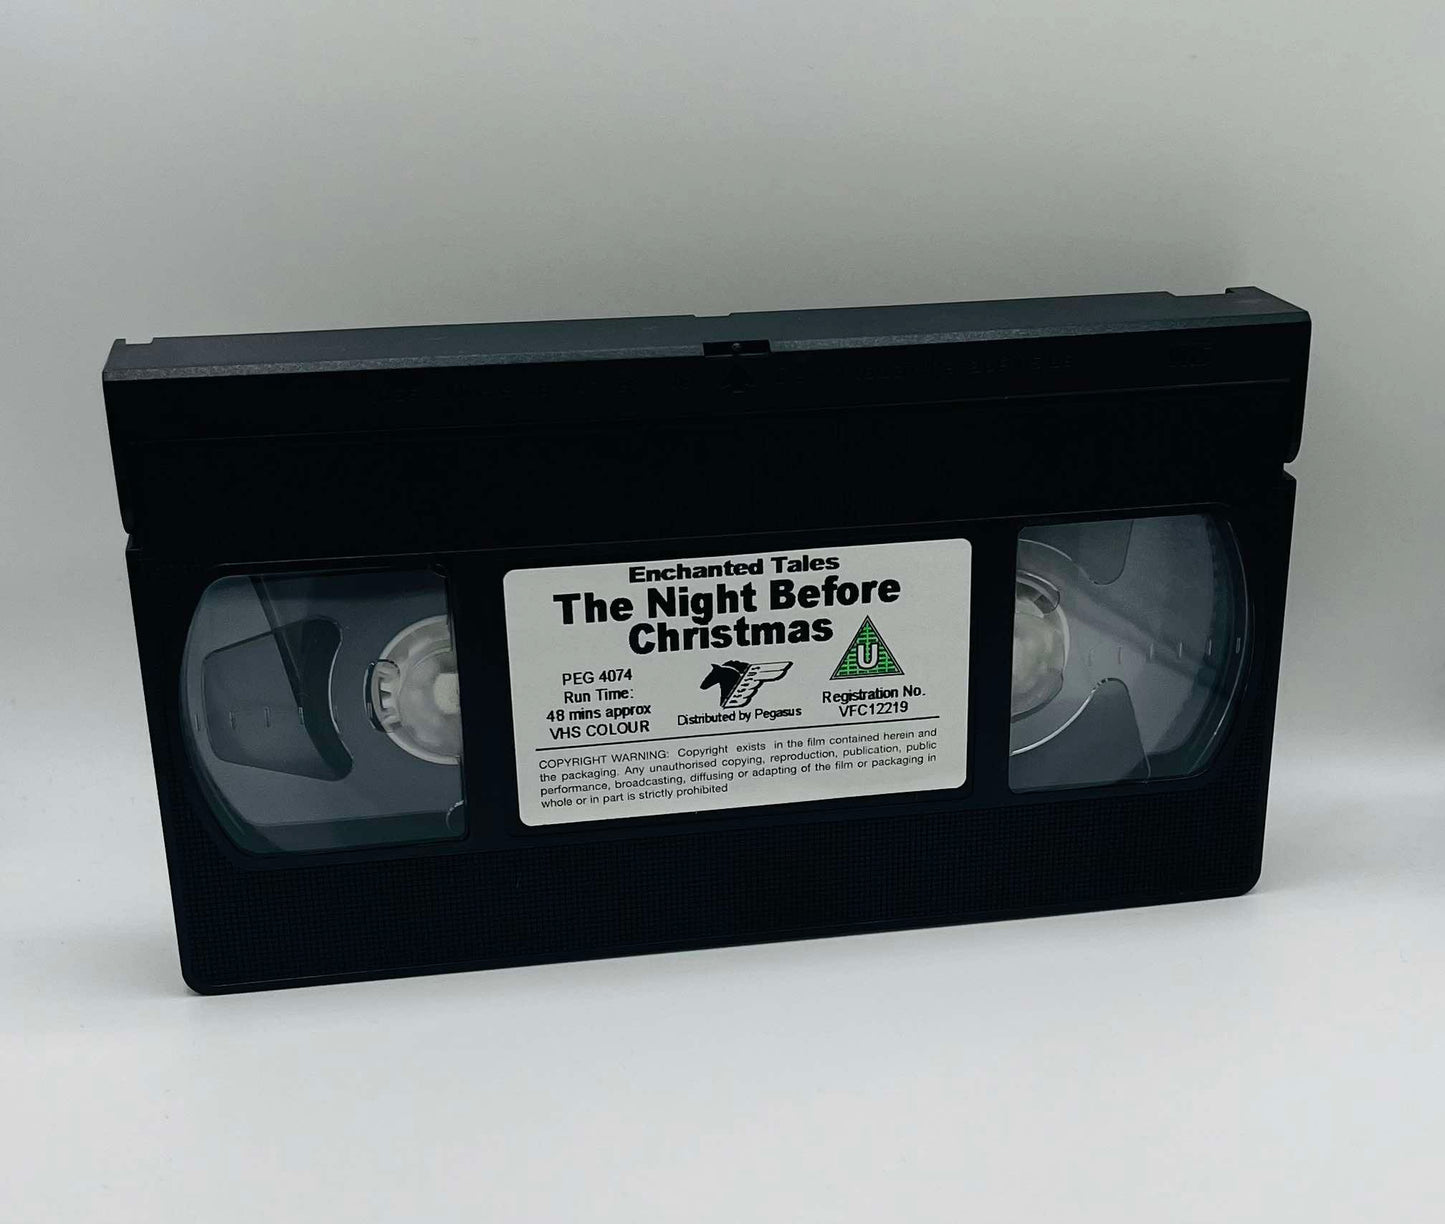 Enchanted Tales
The Night Before
Christmas
PEG 4074
Run Time:
48 mins approx
VHS COLOUR
Distributed by Pegasus
U
Registration No.
VFC12219
COPYRIGHT WARNING: Copyright exists in the film contained herein and
the packaging. Any unauthorised copying, reproduction, publication, public
performance, broadcasting, diffusing or adapting of the film or packaging in
whole or in part is strictly prohibited